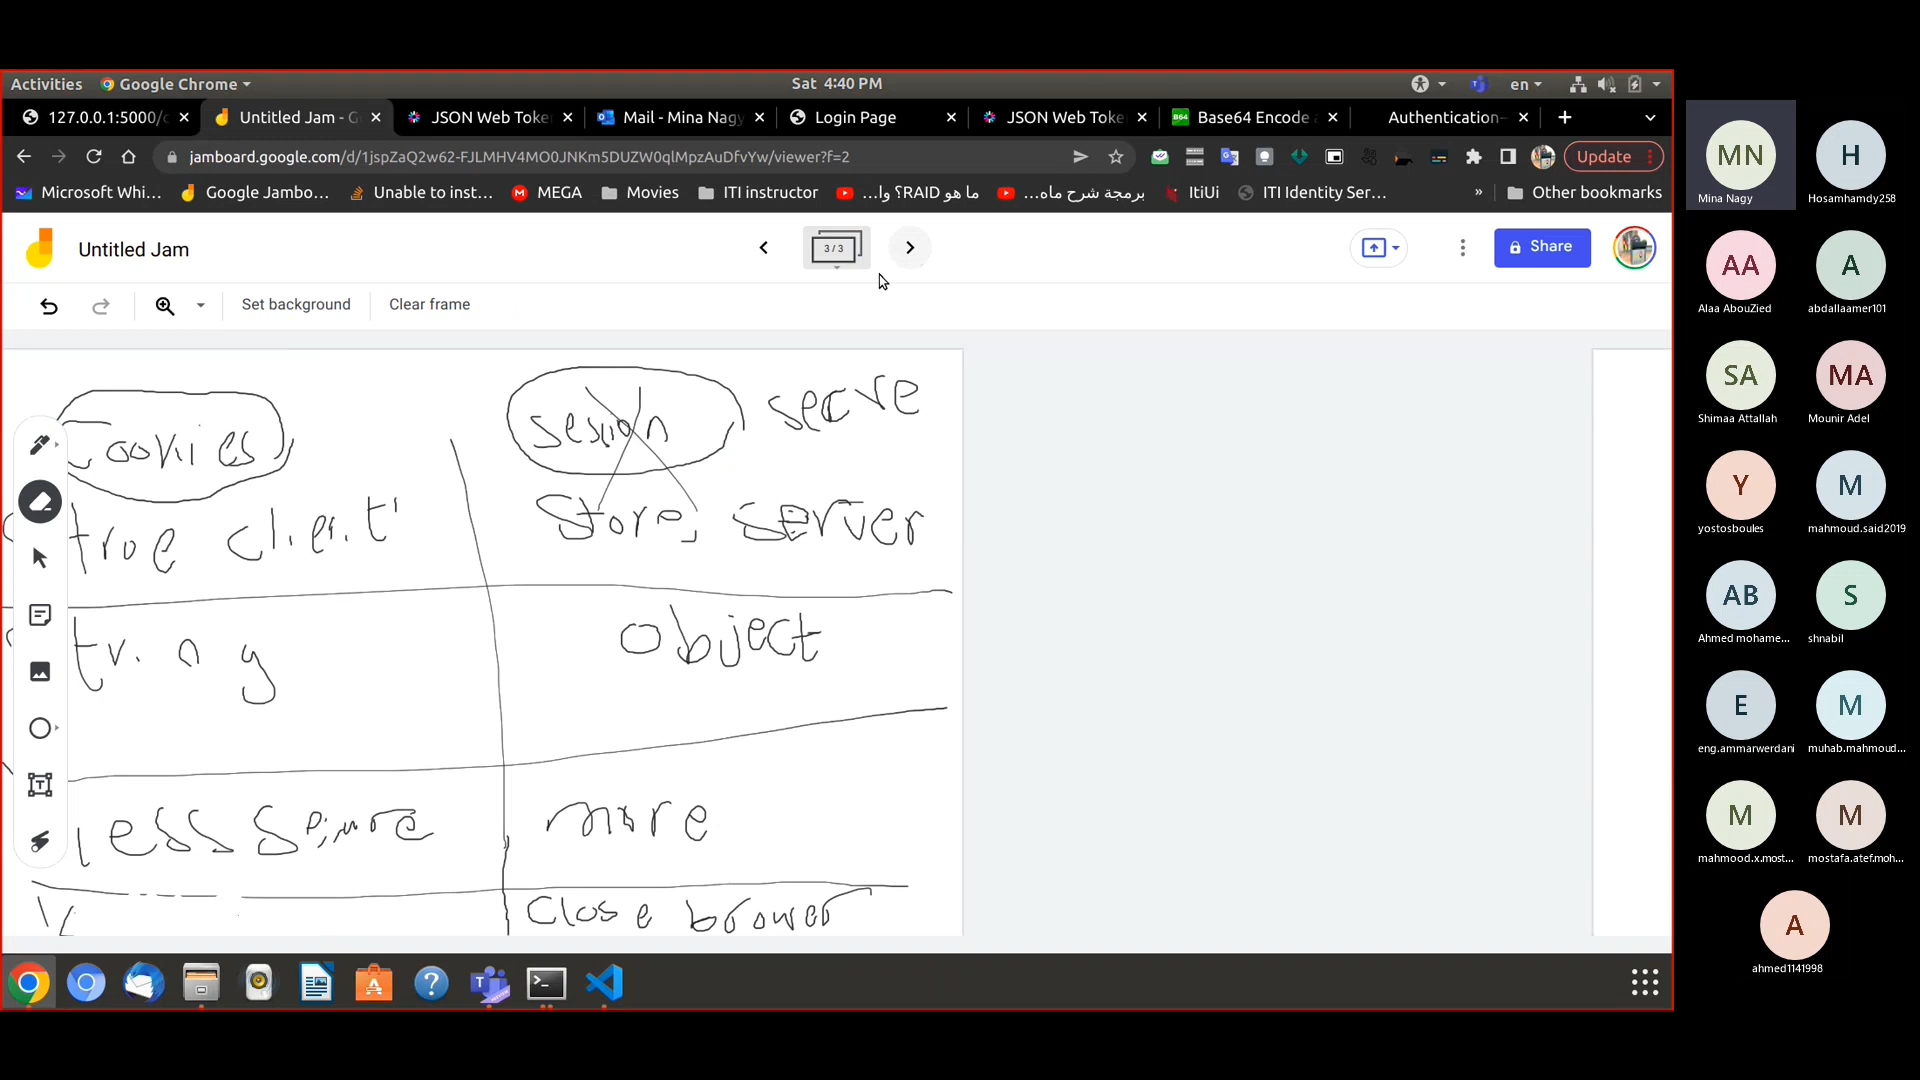 Activities Google Chrome Sat 4:40 PM en
127.0.0.1:5000/c Untitled Jam - G JSON Web Toke Mail - Mina Nagy Login Page JSON Web Toke Base64 Encode a Authentication-
jamboard.google.com/d/1jspZaQ2w62-FJLMHV4MO0JNKm5DUZW0qlMpzAuDfvYw/viewer?f=2 Update
Microsoft Whi... Google Jambo... Unable to inst... MEGA Movies ITI instructor ما هو RAID؟ وا... برمجة شرح ماه... ItiUi ITI Identity Ser... » Other bookmarks
Untitled Jam 3 / 3 Share
Set background Clear frame
Cookies session
Store, server
object
less more
Close browser
MN
Mina Nagy
H
Hosamhamdy258
AA
Alaa AbouZied
A
abdallaamer101
SA
Shimaa Attallah
MA
Mounir Adel
Y
yostosboules
M
mahmoud.said2019
AB
Ahmed mohame...
S
shnabil
E
eng.ammarwerdani
M
muhab.mahmoud...
M
mahmood.x.most...
M
mostafa.atef.moh...
A
ahmed1141998